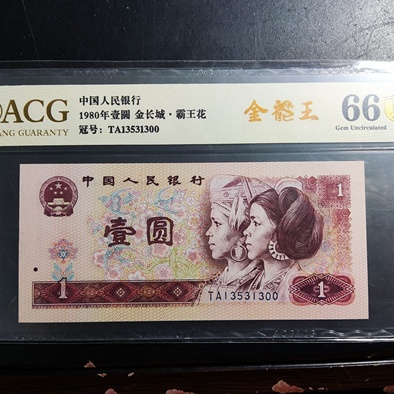 ACG
ANG GUARANTY
中国人民银行
1980年壹圆 金长城·霸王花
冠号：TA13531300
金龍王
66
Gem Uncirculated
中国人民银行
壹圆
1
TA13531300
1
1